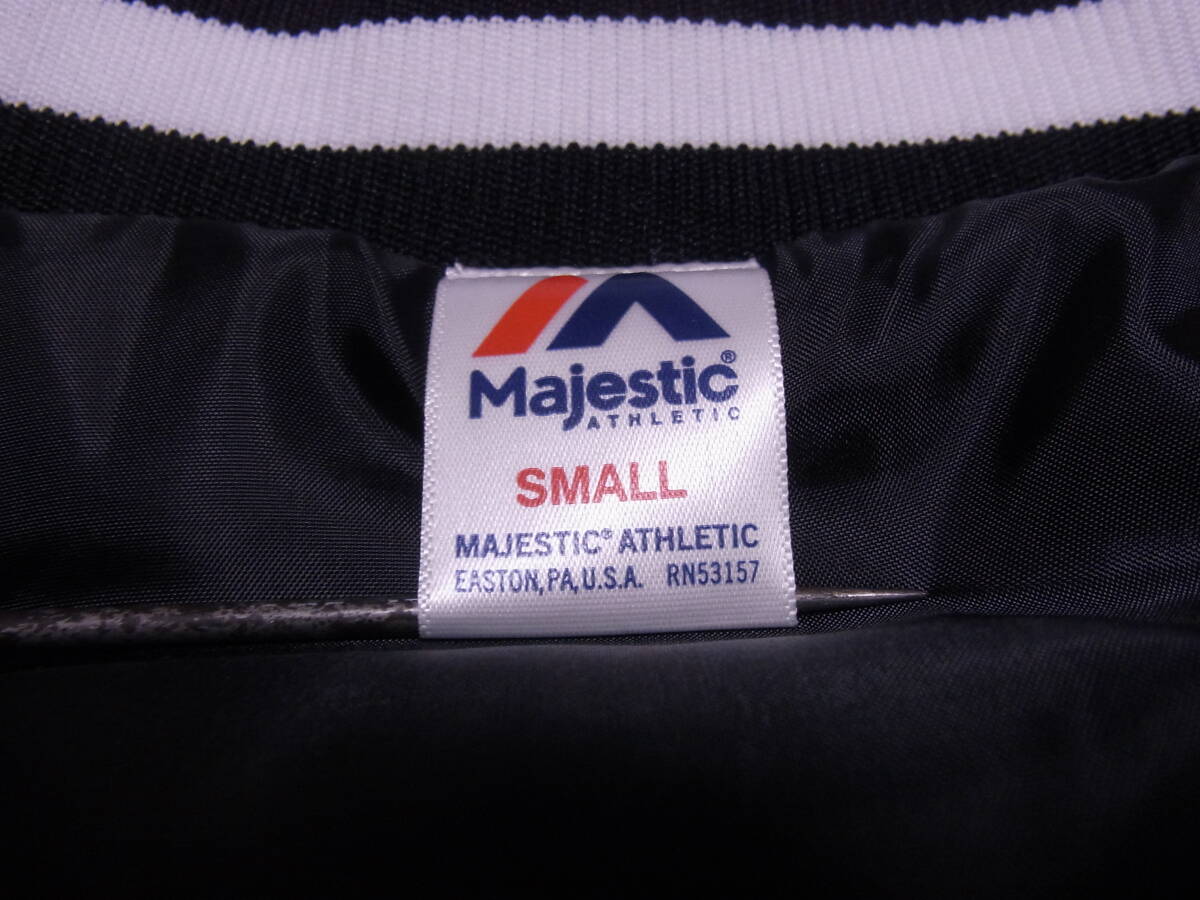 Majestic®
ATHLETIC
SMALL
MAJESTIC® ATHLETIC
EASTON, PA, U.S.A. RN53157